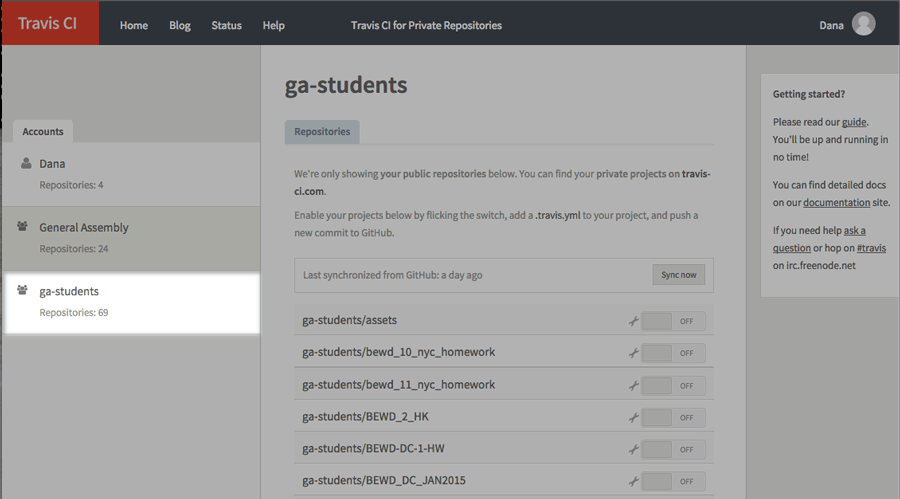 Travis CI
Home
Blog
Status
Help
Travis CI for Private Repositories
Dana
Accounts
Dana
Repositories: 4
General Assembly
Repositories: 24
ga-students
Repositories: 69
ga-students
Repositories
We're only showing your public repositories below. You can find your private projects on travis-
ci.com.
Enable your projects below by flicking the switch, add a .travis.yml to your project, and push a
new commit to GitHub.
Last synchronized from GitHub: a day ago
Sync now
ga-students/assets
OFF
ga-students/bewd_10_nyc_homework
OFF
ga-students/bewd_11_nyc_homework
OFF
ga-students/BEWD_2_HK
OFF
ga-students/BEWD-DC-1-HW
OFF
ga-students/BEWD_DC_JAN2015
OFF
Getting started?
Please read our guide.
You'll be up and running in
no time!
You can find detailed docs
on our documentation site.
If you need help ask a
question or hop on #travis
on irc.freenode.net